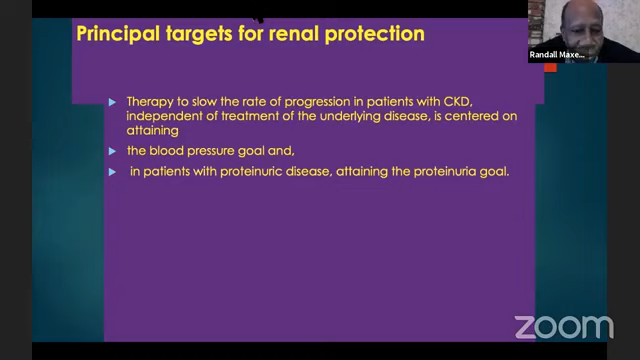 Principal targets for renal protection
Randall Maxe...
Therapy to slow the rate of progression in patients with CKD,
independent of treatment of the underlying disease, is centered on
attaining
the blood pressure goal and,
in patients with proteinuric disease, attaining the proteinuria goal.
zoom